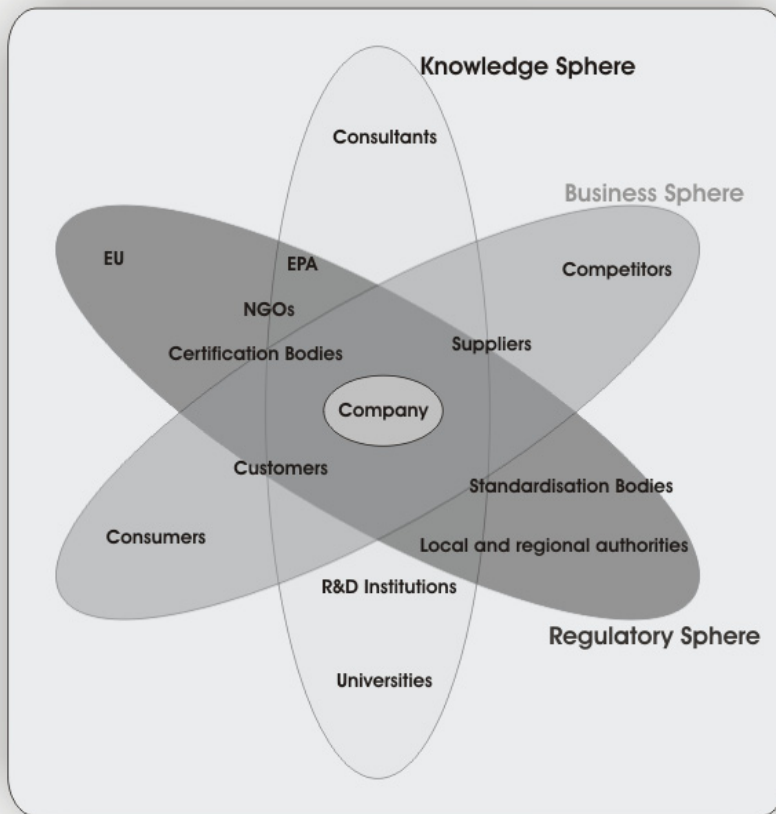 Knowledge Sphere
Consultants
Business Sphere
EU
EPA
Competitors
NGOs
Certification Bodies
Suppliers
Company
Customers
Standardisation Bodies
Consumers
Local and regional authorities
R&D Institutions
Regulatory Sphere
Universities